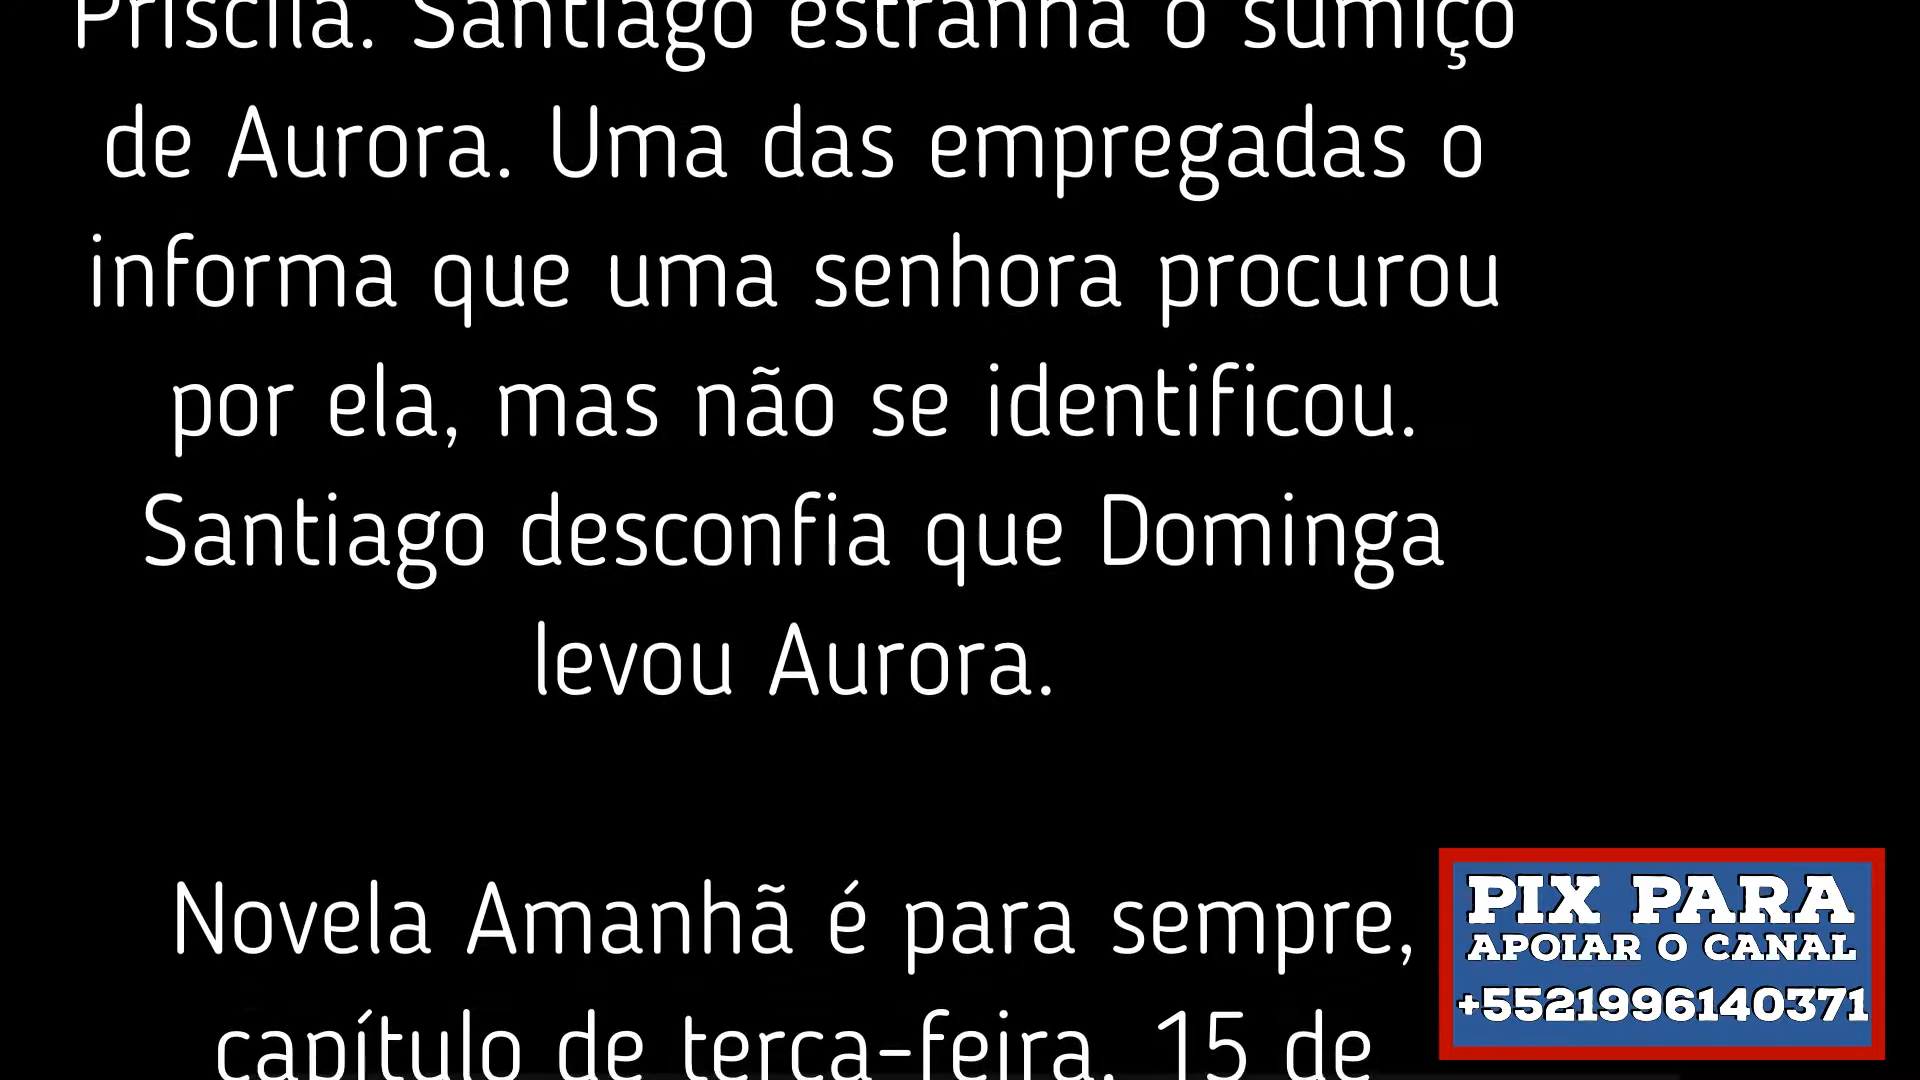 Priscila. Santiago estranha o sumiço
de Aurora. Uma das empregadas o
informa que uma senhora procurou
por ela, mas não se identificou.
Santiago desconfia que Dominga
levou Aurora.
Novela Amanhã é para sempre,
capítulo de terça-feira, 15 de
PIX PARA
APOIAR O CANAL
+5521996140371